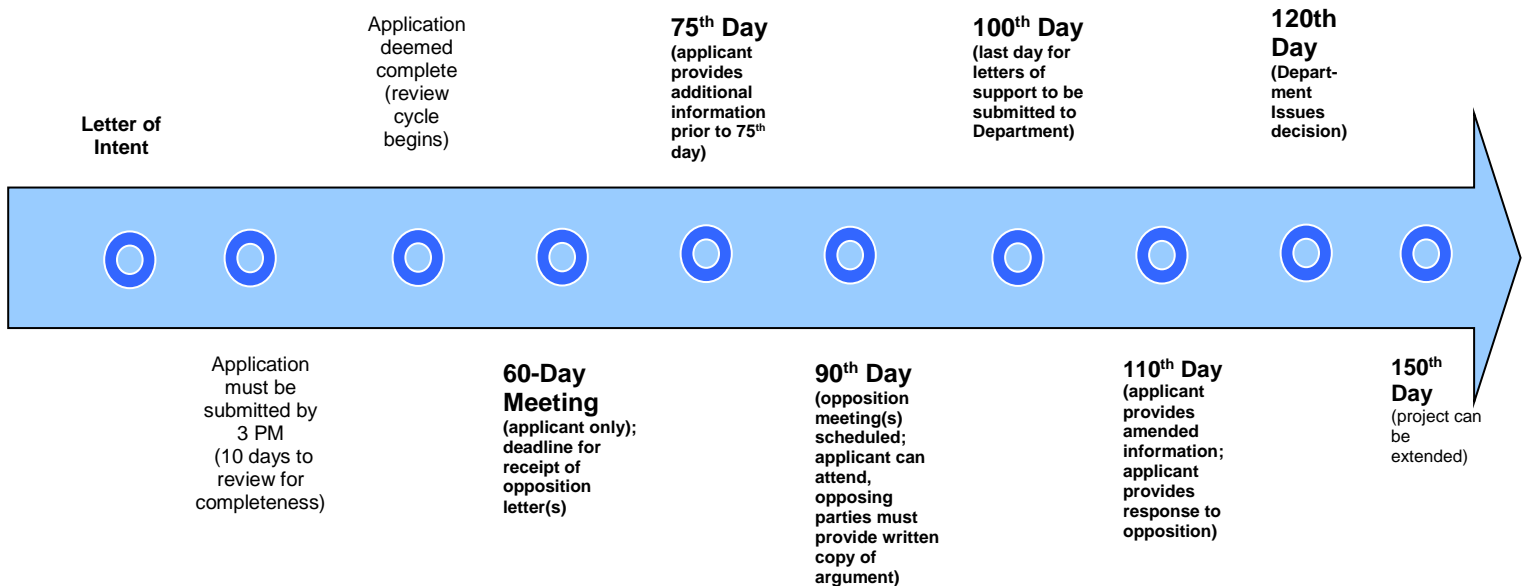 Letter of
Intent
Application
must be
submitted by
3 PM
(10 days to
review for
completeness)
Application
deemed
complete
(review
cycle
begins)
60-Day
Meeting
(applicant only);
deadline for
receipt of
opposition
letter(s)
75th Day
(applicant
provides
additional
information
prior to 75th
day)
90th Day
(opposition
meeting(s)
scheduled;
applicant can
attend,
opposing
parties must
provide written
copy of
argument)
100th Day
(last day for
letters of
support to be
submitted to
Department)
110th Day
(applicant
provides
amended
information;
applicant
provides
response to
opposition)
120th
Day
(Depart-
ment
Issues
decision)
150th
Day
(project can
be
extended)